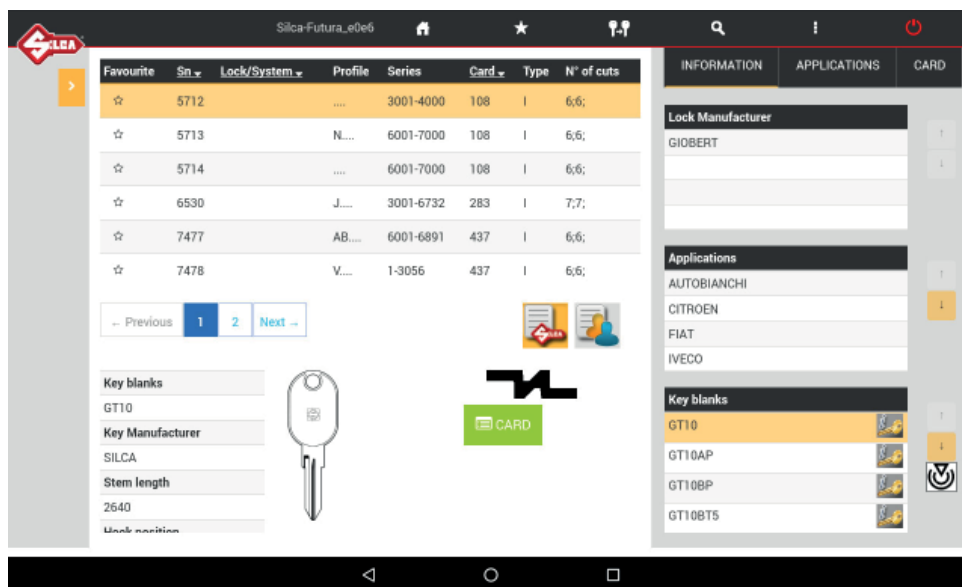 Silca-Futura_e0e6
SILCA
Favourite Sn Lock/System Profile Series Card Type N° of cuts
5712 .... 3001-4000 108 I 6;6;
5713 N.... 6001-7000 108 I 6;6;
5714 .... 6001-7000 108 I 6;6;
6530 J.... 3001-6732 283 I 7;7;
7477 AB.... 6001-6891 437 I 6;6;
7478 V.... 1-3056 437 I 6;6;
← Previous 1 2 Next →
SILCA
Key blanks
GT10
Key Manufacturer
SILCA
Stem length
2640
Hook position
CARD
INFORMATION APPLICATIONS CARD
Lock Manufacturer
GIOBERT
Applications
AUTOBIANCHI
CITROEN
FIAT
IVECO
Key blanks
GT10
GT10AP
GT10BP
GT10BT5